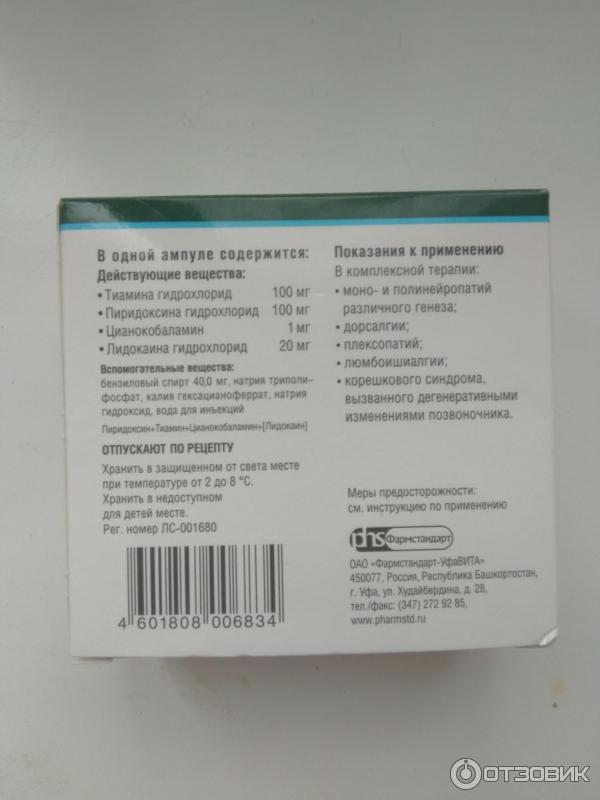 В одной ампуле содержится:
Действующие вещества:
• Тиамина гидрохлорид 100 мг
• Пиридоксина гидрохлорид 100 мг
• Цианокобаламин 1 мг
• Лидокаина гидрохлорид 20 мг
Вспомогательные вещества:
бензиловый спирт 40,0 мг, натрия триполи-
фосфат, калия гексацианоферрат, натрия
гидроксид, вода для инъекций
Пиридоксин+Тиамин+Цианокобаламин+[Лидокаин]
ОТПУСКАЮТ ПО РЕЦЕПТУ
Хранить в защищенном от света месте
при температуре от 2 до 8 °С.
Хранить в недоступном
для детей месте.
Рег. номер ЛС-001680
4 601808 006834
Показания к применению
В комплексной терапии:
• моно- и полинейропатий
различного генеза;
• дорсалгии;
• плексопатий;
• люмбоишиалгии;
• корешкового синдрома,
вызванного дегенеративными
изменениями позвоночника.
Меры предосторожности:
см. инструкцию по применению
phs Фармстандарт
ОАО «Фармстандарт-УфаВИТА»
450077, Россия, Республика Башкортостан,
г. Уфа, ул. Худайбердина, д. 28,
тел./факс: (347) 272 92 85,
www.pharmstd.ru
ОТЗОВИК